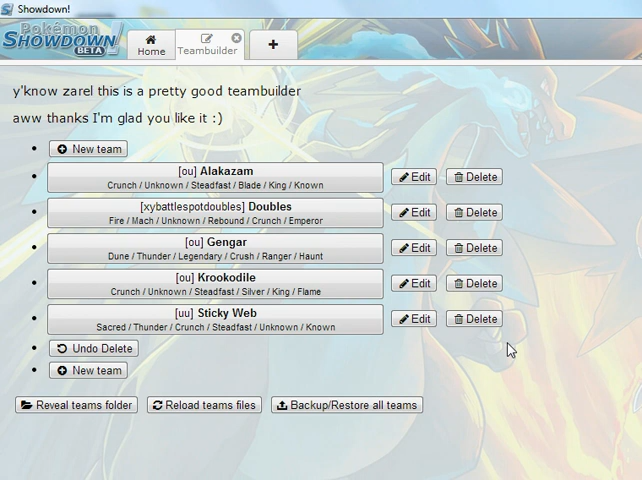 Showdown!
Pokémon
Showdown!
BETA
Home
Teambuilder
y'know zarel this is a pretty good teambuilder
aww thanks I'm glad you like it :)
New team
[ou] Alakazam
Crunch / Unknown / Steadfast / Blade / King / Known
Edit Delete
[xybattlespotdoubles] Doubles
Fire / Mach / Unknown / Rebound / Crunch / Emperor
Edit Delete
[ou] Gengar
Dune / Thunder / Legendary / Crush / Ranger / Haunt
Edit Delete
[ou] Krookodile
Crunch / Unknown / Steadfast / Silver / King / Flame
Edit Delete
[uu] Sticky Web
Sacred / Thunder / Crunch / Steadfast / Unknown / Known
Edit Delete
Undo Delete
New team
Reveal teams folder Reload teams files Backup/Restore all teams